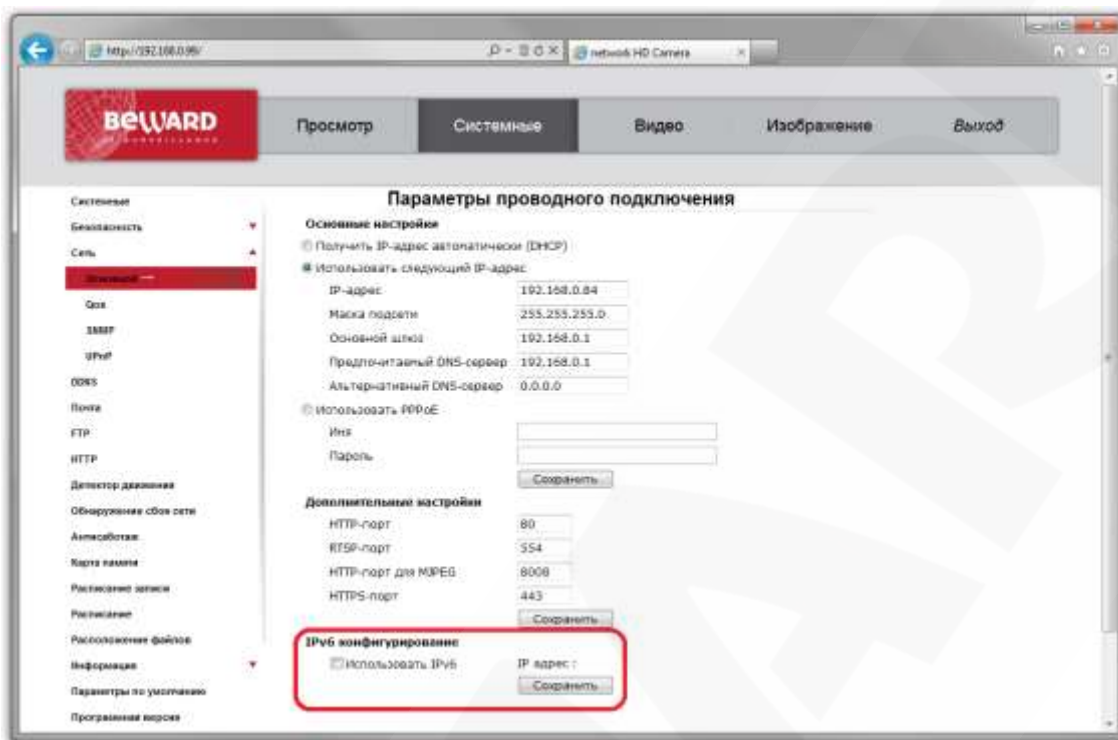 http://192.168.0.99/
network HD Camera
BEWARD
Просмотр
Системные
Видео
Изображение
Выход
Системные
Безопасность
Сеть
Основной
Qos
SNMP
UPnP
DDNS
Почта
FTP
HTTP
Детектор движения
Обнаружение сбоя сети
Антисаботаж
Карта памяти
Расписание записи
Расписание
Расположение файлов
Информация
Параметры по умолчанию
Программная версия
Параметры проводного подключения
Основные настройки
Получить IP-адрес автоматически (DHCP)
Использовать следующий IP-адрес
IP-адрес 192.168.0.84
Маска подсети 255.255.255.0
Основной шлюз 192.168.0.1
Предпочитаемый DNS-сервер 192.168.0.1
Альтернативный DNS-сервер 0.0.0.0
Использовать PPPoE
Имя
Пароль
Сохранить
Дополнительные настройки
HTTP-порт 80
RTSP-порт 554
HTTP-порт для MJPEG 8008
HTTPS-порт 443
Сохранить
IPv6 конфигурирование
Использовать IPv6 IP адрес :
Сохранить